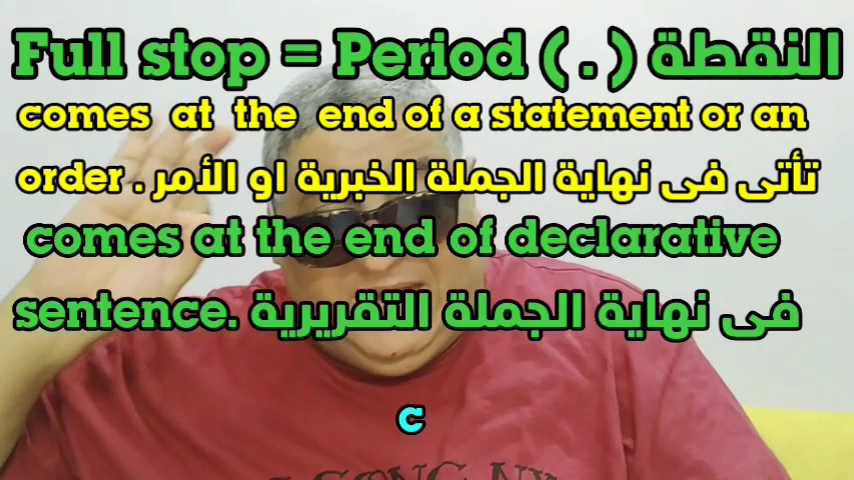 Full stop = Period ( . ) النقطة
comes at the end of a statement or an
order . تأتى فى نهاية الجملة الخبرية او الأمر
comes at the end of declarative
sentence. فى نهاية الجملة التقريرية
c